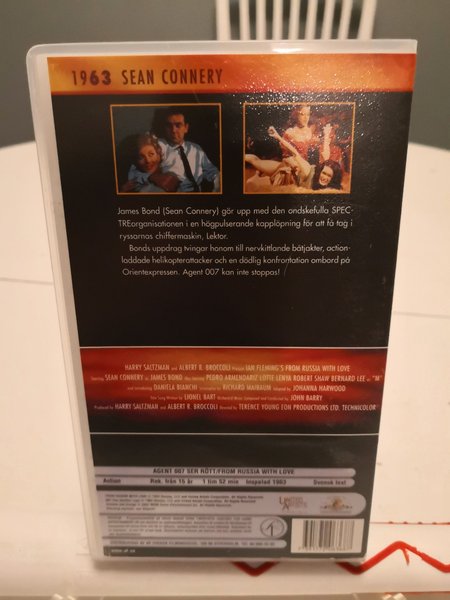 1963 SEAN CONNERY
James Bond (Sean Connery) gör upp med den ondskefulla SPEC-
TREorganisationen i en högpulserande kapplöpning för att få tag i
ryssarnas chiffermaskin, Lektor.
Bonds uppdrag tvingar honom till nervkittlande båtjakter, action-
laddade helikopterattacker och en dödlig konfrontation ombord på
Orientexpressen. Agent 007 kan inte stoppas!
HARRY SALTZMAN and ALBERT R. BROCCOLI Present IAN FLEMING'S FROM RUSSIA WITH LOVE
Starring SEAN CONNERY as JAMES BOND Also starring PEDRO ARMENDARIZ LOTTE LENYA ROBERT SHAW BERNARD LEE as "M"
and introducing DANIELA BIANCHI Screenplay by RICHARD MAIBAUM Adapted by JOHANNA HARWOOD
Title Song Written by LIONEL BART Orchestral Music Composed and Conducted by JOHN BARRY
Produced by HARRY SALTZMAN and ALBERT R. BROCCOLI Directed by TERENCE YOUNG EON PRODUCTIONS LTD. TECHNICOLOR
AGENT 007 SER RÖTT/FROM RUSSIA WITH LOVE
Action Rek. från 15 år 1 tim 52 min Inspelad 1963 Svensk text
UNITED
ARTISTS